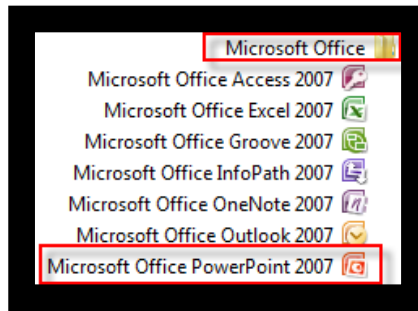 Microsoft Office
Microsoft Office Access 2007
Microsoft Office Excel 2007
Microsoft Office Groove 2007
Microsoft Office InfoPath 2007
Microsoft Office OneNote 2007
Microsoft Office Outlook 2007
Microsoft Office PowerPoint 2007